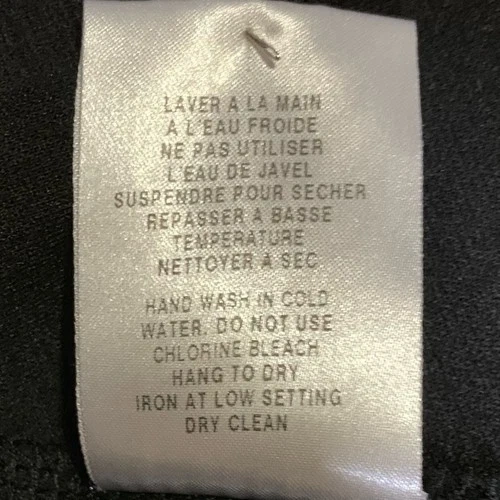 LAVER A LA MAIN
A L'EAU FROIDE
NE PAS UTILISER
L'EAU DE JAVEL
SUSPENDRE POUR SECHER
REPASSER A BASSE
TEMPERATURE
NETTOYER A SEC
HAND WASH IN COLD
WATER. DO NOT USE
CHLORINE BLEACH
HANG TO DRY
IRON AT LOW SETTING
DRY CLEAN